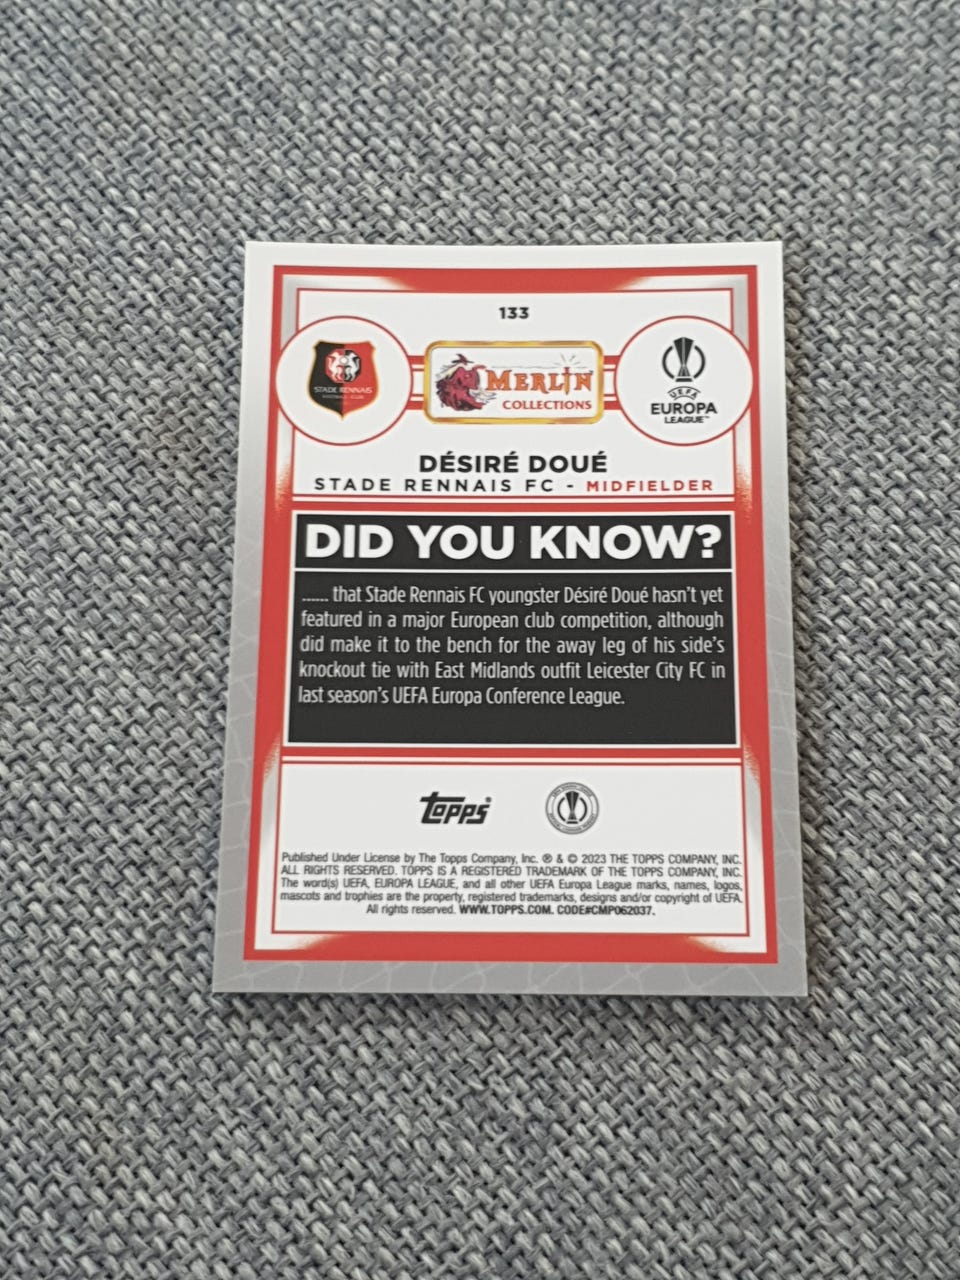 133
STADE RENNAIS
FOOTBALL CLUB
MERLIN
COLLECTIONS
UEFA
EUROPA
LEAGUE™
DÉSIRÉ DOUÉ
STADE RENNAIS FC - MIDFIELDER
DID YOU KNOW?
...... that Stade Rennais FC youngster Désiré Doué hasn't yet
featured in a major European club competition, although
did make it to the bench for the away leg of his side's
knockout tie with East Midlands outfit Leicester City FC in
last season's UEFA Europa Conference League.
topps®
Published Under License by The Topps Company, Inc. ® & © 2023 THE TOPPS COMPANY, INC.
ALL RIGHTS RESERVED. TOPPS IS A REGISTERED TRADEMARK OF THE TOPPS COMPANY, INC.
The word(s) UEFA, EUROPA LEAGUE, and all other UEFA Europa League marks, names, logos,
mascots and trophies are the property, registered trademarks, designs and/or copyright of UEFA.
All rights reserved. WWW.TOPPS.COM. CODE#CMP062037.